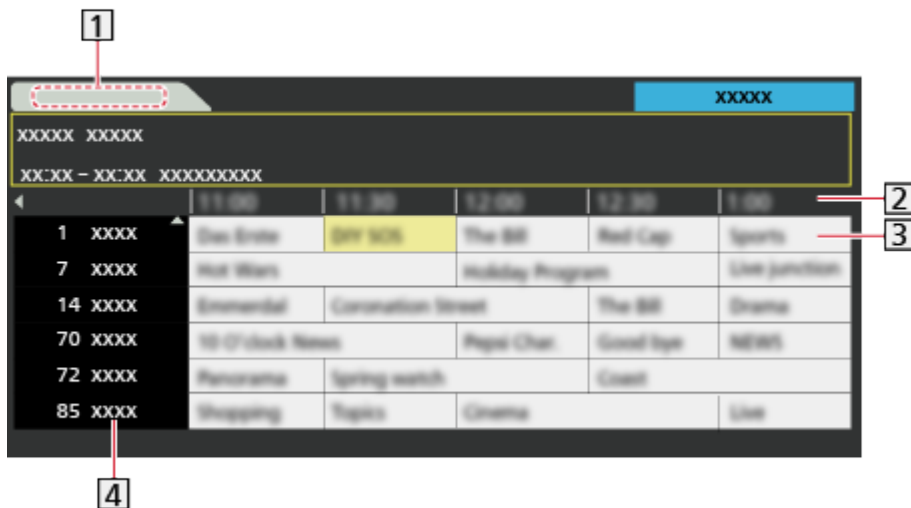 1
xxxxx
xxxxx xxxxx
xx:xx – xx:xx xxxxxxxxx
11:00 11:30 12:00 12:30 1:00 2
1 xxxx Das Erste DIY SOS The Bill Red Cap Sports 3
7 xxxx Hot Wars Holiday Program Live junction
14 xxxx Emmerdal Coronation Street The Bill Drama
70 xxxx 10 O'clock News Pepsi Char. Good bye NEWS
72 xxxx Panorama Spring watch Coast
85 xxxx Shopping Topics Cinema Live
4